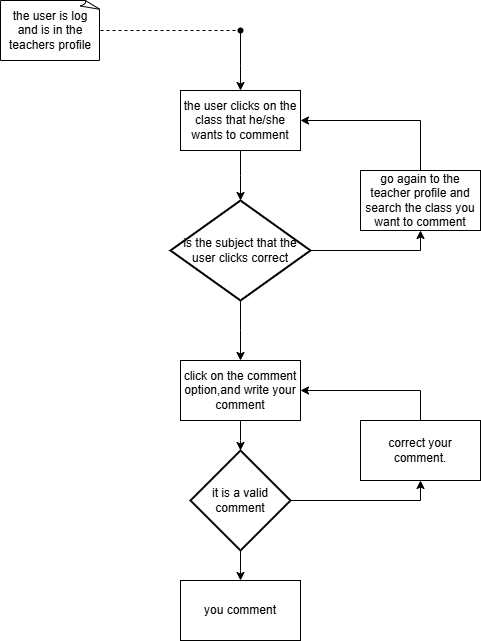 the user is log
and is in the
teachers profile
the user clicks on the
class that he/she
wants to comment
go again to the
teacher profile and
search the class you
want to comment
is the subject that the
user clicks correct
click on the comment
option,and write your
comment
correct your
comment.
it is a valid
comment
you comment